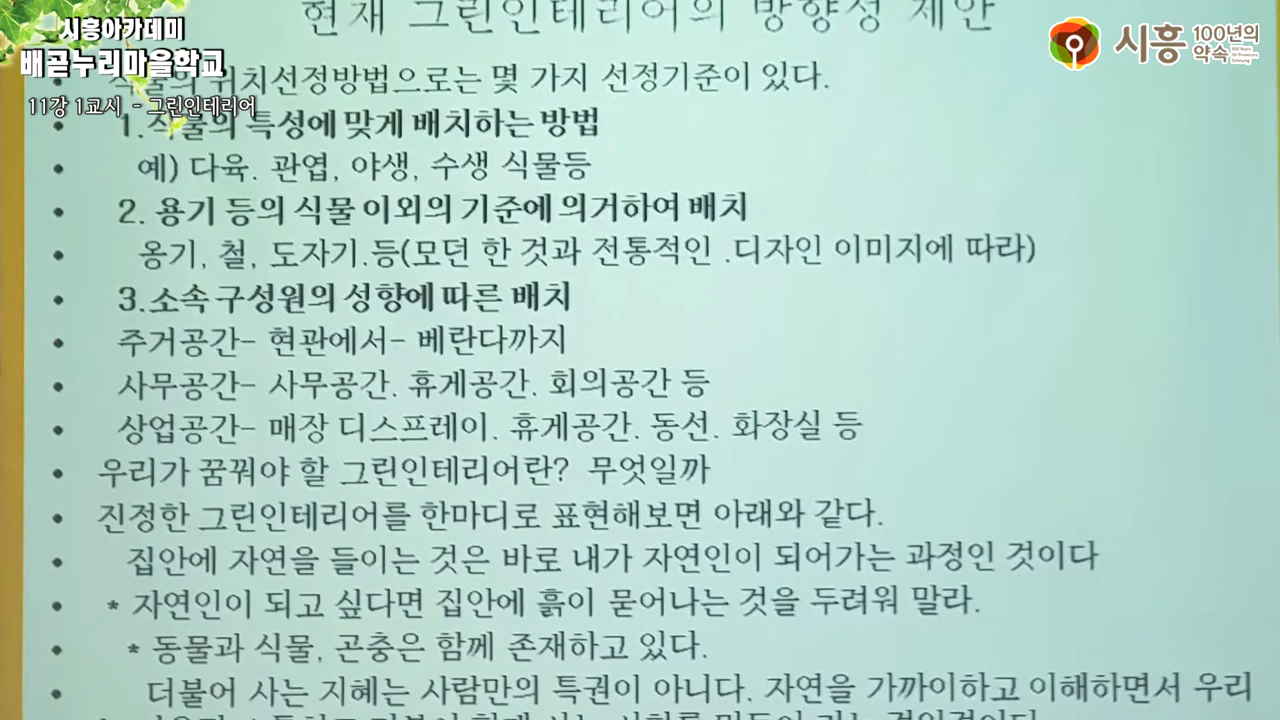 현재 그린인테리어의 방향성 제안
시흥아카데미
배곧누리마을학교
11강 1교시 - 그린인테리어
시흥 100년의 약속
식물의 위치선정방법으로는 몇 가지 선정기준이 있다.
1.식물의 특성에 맞게 배치하는 방법
예) 다육. 관엽, 야생, 수생 식물등
2. 용기 등의 식물 이외의 기준에 의거하여 배치
옹기, 철, 도자기.등(모던 한 것과 전통적인 .디자인 이미지에 따라)
3.소속 구성원의 성향에 따른 배치
주거공간- 현관에서- 베란다까지
사무공간- 사무공간. 휴게공간. 회의공간 등
상업공간- 매장 디스프레이. 휴게공간. 동선. 화장실 등
우리가 꿈꿔야 할 그린인테리어란? 무엇일까
진정한 그린인테리어를 한마디로 표현해보면 아래와 같다.
집안에 자연을 들이는 것은 바로 내가 자연인이 되어가는 과정인 것이다
* 자연인이 되고 싶다면 집안에 흙이 묻어나는 것을 두려워 말라.
* 동물과 식물, 곤충은 함께 존재하고 있다.
더불어 사는 지혜는 사람만의 특권이 아니다. 자연을 가까이하고 이해하면서 우리